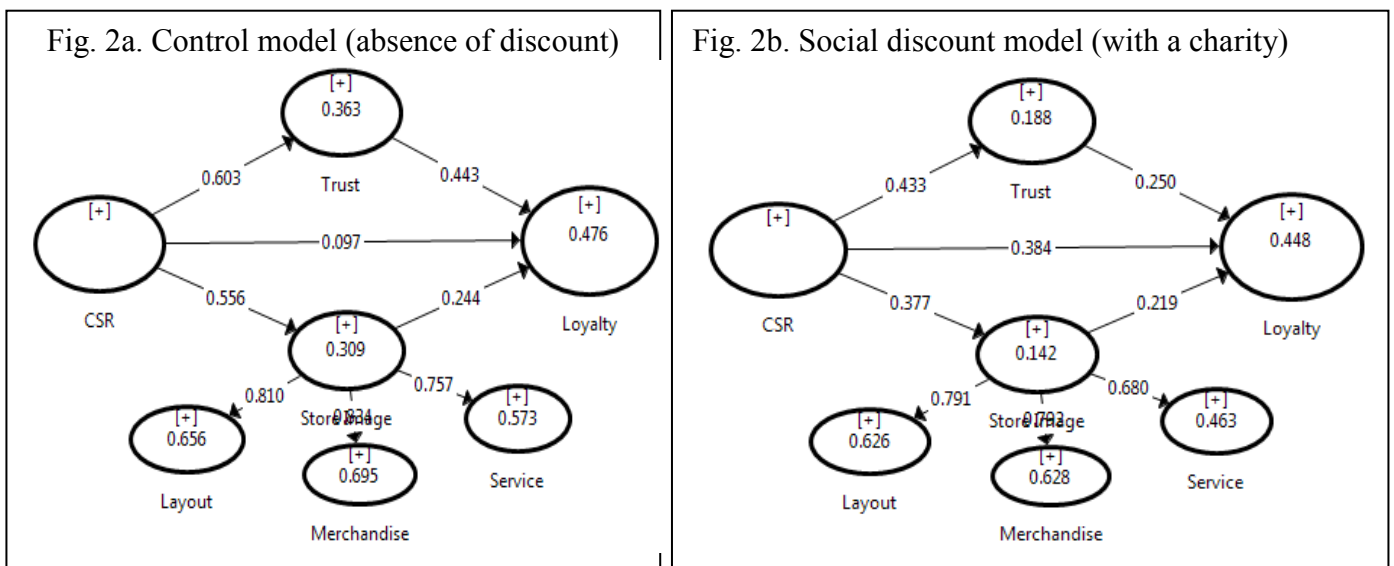 Fig. 2a. Control model (absence of discount)
[+]
0.363
Trust
0.603
0.443
[+]
CSR
0.097
[+]
0.476
Loyalty
0.556
0.244
[+]
0.309
Store Image
0.810
0.757
[+]
0.656
Layout
[+]
0.695
Merchandise
[+]
0.573
Service
Fig. 2b. Social discount model (with a charity)
[+]
0.188
Trust
0.433
0.250
[+]
CSR
0.384
[+]
0.448
Loyalty
0.377
0.219
[+]
0.142
Store Image
0.791
0.680
[+]
0.626
Layout
[+]
0.628
Merchandise
[+]
0.463
Service